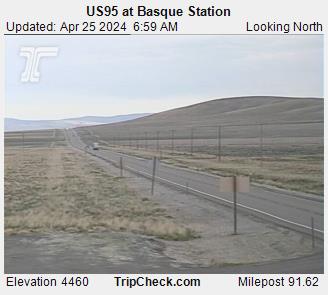 US95 at Basque Station
Updated: Apr 25 2024 6:59 AM Looking North
Elevation 4460 TripCheck.com Milepost 91.62